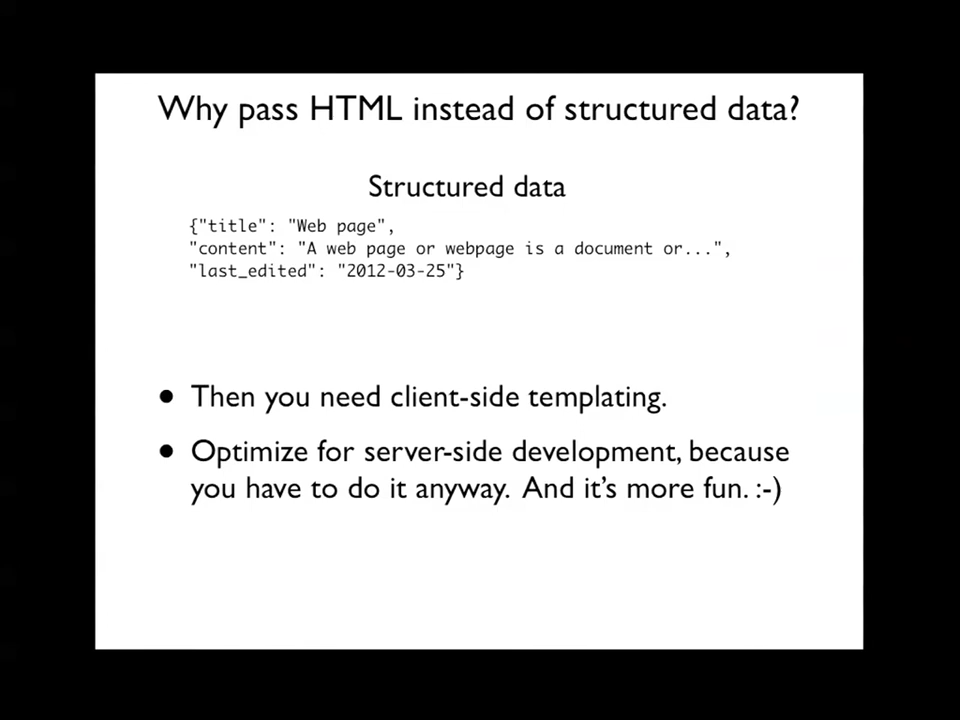 Why pass HTML instead of structured data?
Structured data
{"title": "Web page",
"content": "A web page or webpage is a document or...",
"last_edited": "2012-03-25"}
• Then you need client-side templating.
• Optimize for server-side development, because
you have to do it anyway. And it's more fun. :-)